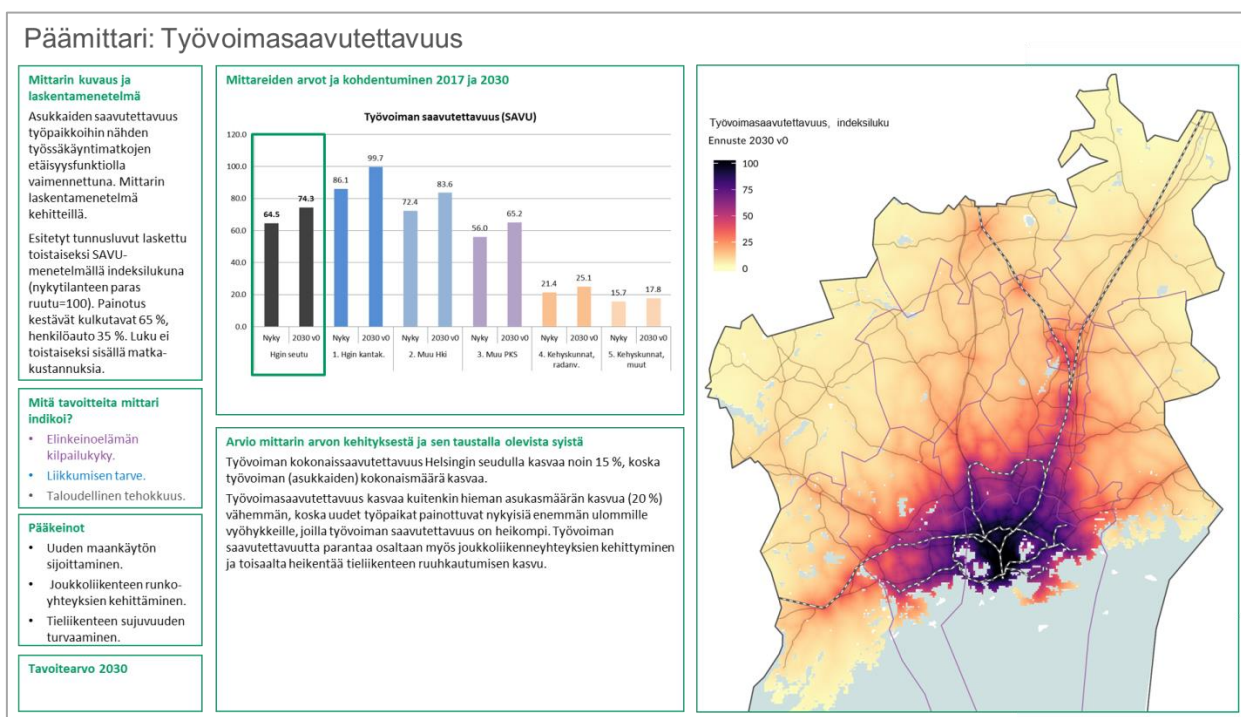 Päämittari: Työvoimasaavutettavuus
Mittarin kuvaus ja
laskentamenetelmä
Asukkaiden saavutettavuus
työpaikkoihin nähden
työssäkäyntimatkojen
etäisyysfunktiolla
vaimennettuna. Mittarin
laskentamenetelmä
kehitteillä.
Esitetyt tunnusluvut laskettu
toistaiseksi SAVU-
menetelmällä indeksilukuna
(nykytilanteen paras
ruutu=100). Painotus
kestävät kulkutavat 65 %,
henkilöauto 35 %. Luku ei
toistaiseksi sisällä matka-
kustannuksia.
Mitä tavoitteita mittari
indikoi?
• Elinkeinoelämän
kilpailukyky.
• Liikkumisen tarve.
• Taloudellinen tehokkuus.
Pääkeinot
• Uuden maankäytön
sijoittaminen.
• Joukkoliikenteen runko-
yhteyksien kehittäminen.
• Tieliikenteen sujuvuuden
turvaaminen.
Tavoitearvo 2030
Mittareiden arvot ja kohdentuminen 2017 ja 2030
Työvoiman saavutettavuus (SAVU)
120.0
100.0
80.0
60.0
40.0
20.0
0.0
64.5 74.3 86.1 99.7 72.4 83.6 56.0 65.2 21.4 25.1 15.7 17.8
Nyky 2030 v0 Nyky 2030 v0 Nyky 2030 v0 Nyky 2030 v0 Nyky 2030 v0 Nyky 2030 v0
Hgin seutu 1. Hgin kantak. 2. Muu Hki 3. Muu PKS 4. Kehyskunnat, 5. Kehyskunnat,
radanv. muut
Arvio mittarin arvon kehityksestä ja sen taustalla olevista syistä
Työvoiman kokonaissaavutettavuus Helsingin seudulla kasvaa noin 15 %, koska
työvoiman (asukkaiden) kokonaismäärä kasvaa.
Työvoimasaavutettavuus kasvaa kuitenkin hieman asukasmäärän kasvua (20 %)
vähemmän, koska uudet työpaikat painottuvat nykyisiä enemmän ulommille
vyöhykkeille, joilla työvoiman saavutettavuus on heikompi. Työvoiman
saavutettavuutta parantaa osaltaan myös joukkoliikenneyhteyksien kehittyminen
ja toisaalta heikentää tieliikenteen ruuhkautumisen kasvu.
Työvoimasaavutettavuus, indeksiluku
Ennuste 2030 v0
100
75
50
25
0